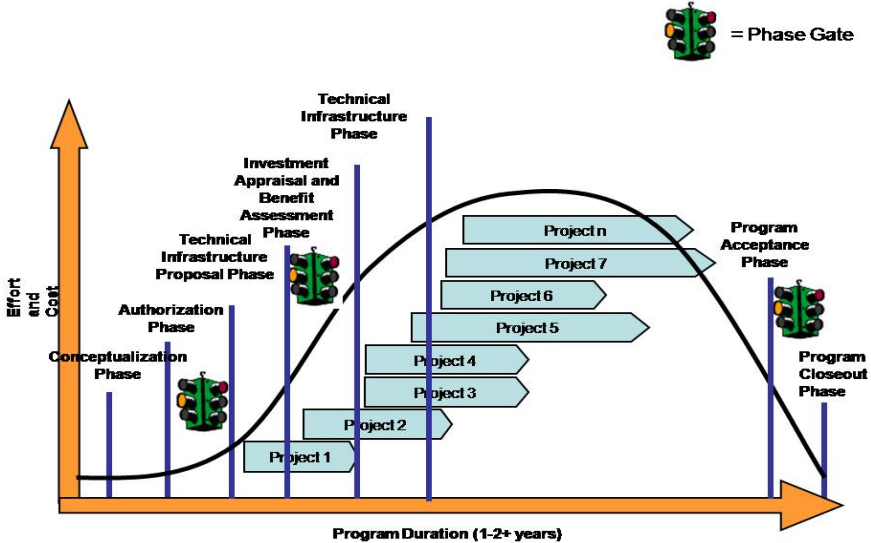 = Phase Gate
Technical
Infrastructure
Phase
Investment
Appraisal and
Benefit
Assessment
Phase
Technical
Infrastructure
Proposal Phase
Authorization
Phase
Conceptualization
Phase
Effort
and
Cost
Project n
Project 7
Project 6
Project 5
Project 4
Project 3
Project 2
Project 1
Program
Acceptance
Phase
Program
Closeout
Phase
Program Duration (1-2+ years)